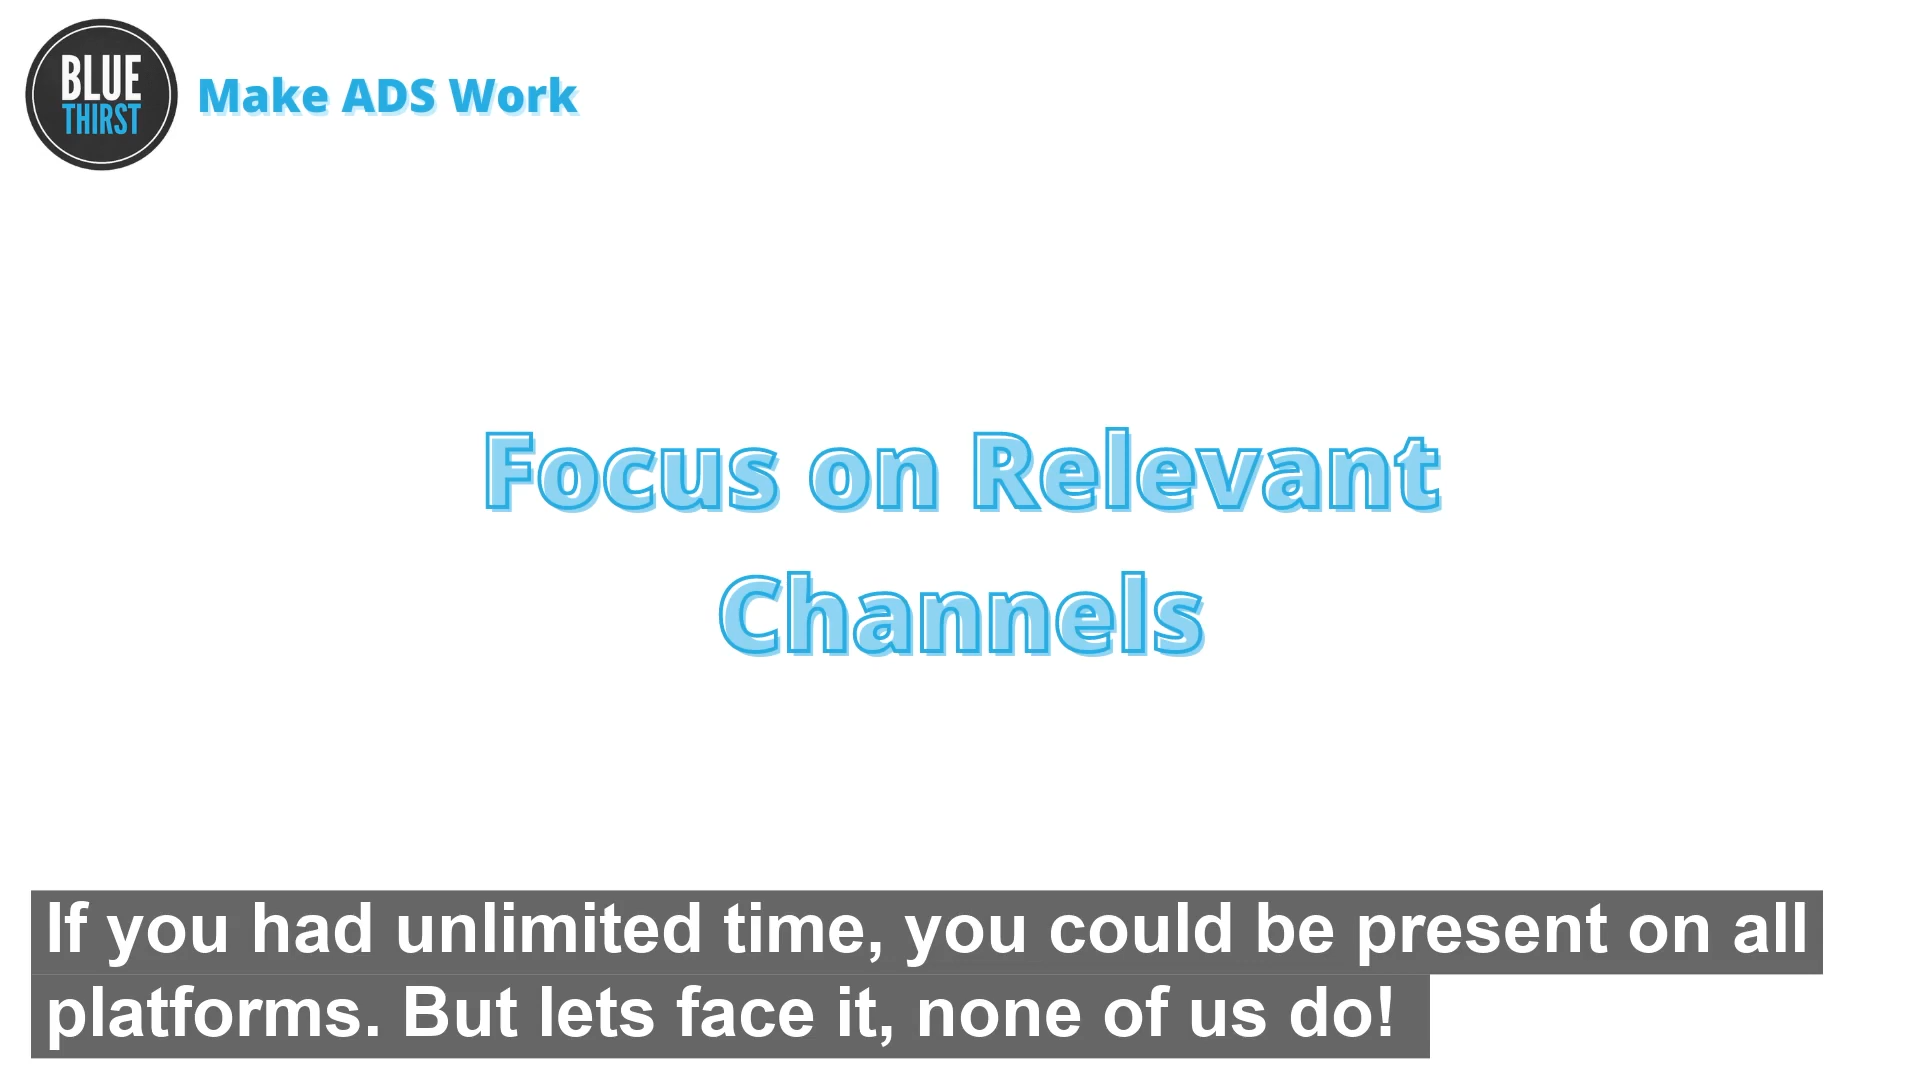 BLUE
THIRST
Make ADS Work
Focus on Relevant
Channels
If you had unlimited time, you could be present on all
platforms. But lets face it, none of us do!